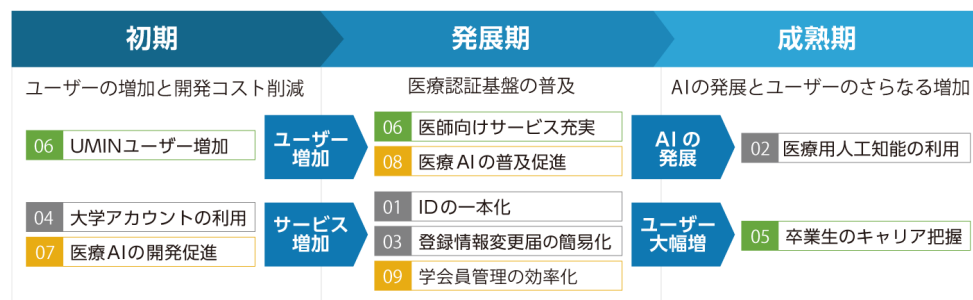 初期
発展期
成熟期
ユーザーの増加と開発コスト削減
医療認証基盤の普及
AIの発展とユーザーのさらなる増加
06 UMINユーザー増加
ユーザー
増加
06 医師向けサービス充実
08 医療AIの普及促進
AIの
発展
02 医療用人工知能の利用
04 大学アカウントの利用
07 医療AIの開発促進
サービス
増加
01 IDの一本化
03 登録情報変更届の簡易化
09 学会員管理の効率化
ユーザー
大幅増
05 卒業生のキャリア把握